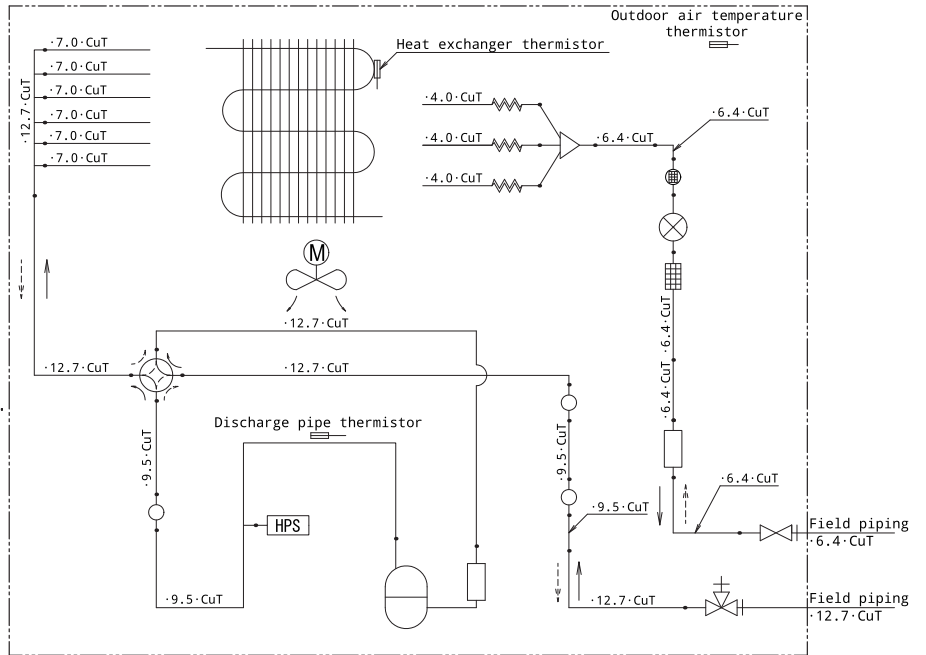 Outdoor air temperature
thermistor
·7.0·CuT
·7.0·CuT
·7.0·CuT
·7.0·CuT
·7.0·CuT
·7.0·CuT
·12.7·CuT
Heat exchanger thermistor
·4.0·CuT
·4.0·CuT
·4.0·CuT
·6.4·CuT
·6.4·CuT
M
·12.7·CuT
·6.4·CuT
·6.4·CuT
·12.7·CuT
·12.7·CuT
Discharge pipe thermistor
·9.5·CuT
·9.5·CuT
HPS
·9.5·CuT
·6.4·CuT
Field piping
·6.4·CuT
·9.5·CuT
·12.7·CuT
Field piping
·12.7·CuT